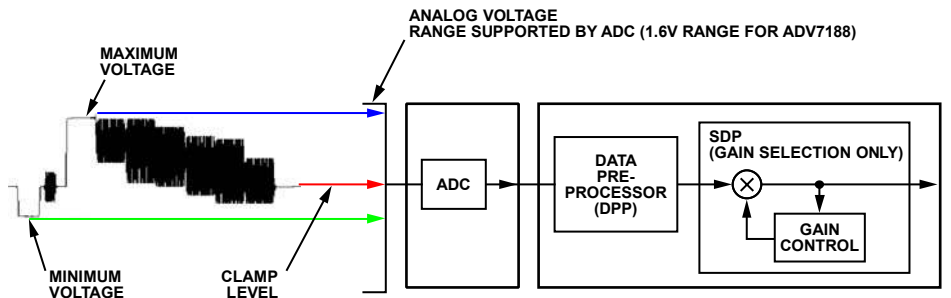 ANALOG VOLTAGE
RANGE SUPPORTED BY ADC (1.6V RANGE FOR ADV7188)
MAXIMUM
VOLTAGE
SDP
(GAIN SELECTION ONLY)
DATA
PRE-
PROCESSOR
(DPP)
ADC
GAIN
CONTROL
MINIMUM
VOLTAGE
CLAMP
LEVEL